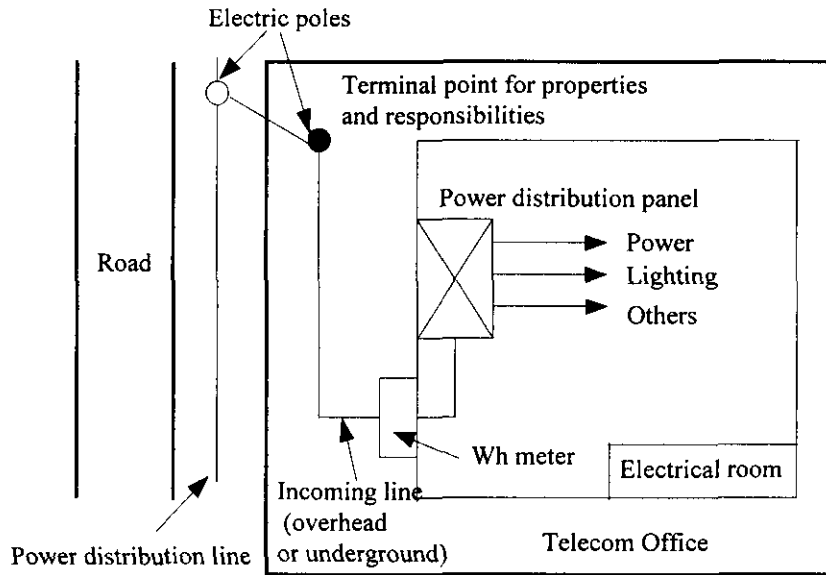 Electric poles
Terminal point for properties
and responsibilities
Power distribution panel
Power
Road
Lighting
Others
Wh meter
Electrical room
Incoming line
(overhead
or underground)
Telecom Office
Power distribution line